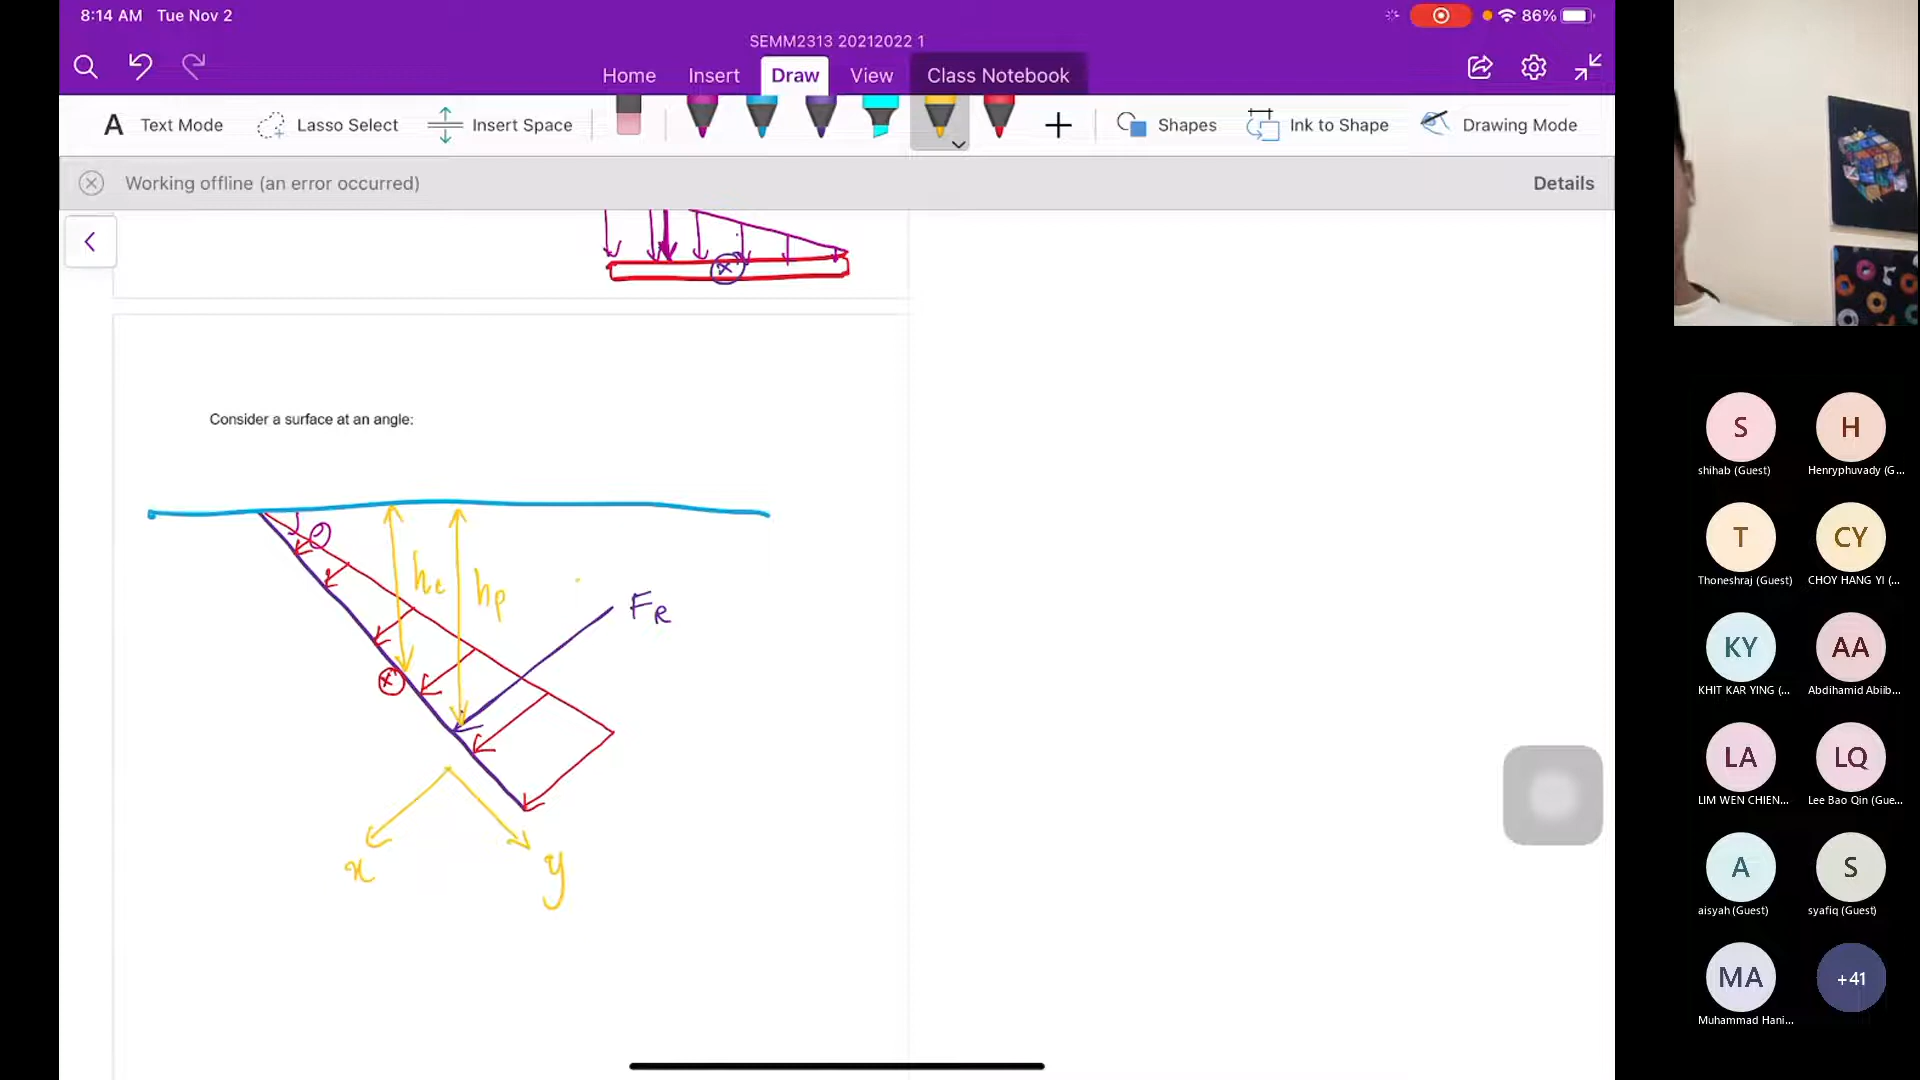 8:14 AM Tue Nov 2
86%
SEMM2313 20212022 1
Home Insert Draw View Class Notebook
A Text Mode Lasso Select Insert Space Shapes Ink to Shape Drawing Mode
Working offline (an error occurred) Details
x
Consider a surface at an angle:
θ
hc
hp
FR
x
x
y
S
H
shihab (Guest)
Henryphuvady (G...
T
CY
Thoneshraj (Guest)
CHOY HANG YI (...
KY
AA
KHIT KAR YING (...
Abdihamid Abiib...
LA
LQ
LIM WEN CHIEN...
Lee Bao Qin (Gue...
A
S
aisyah (Guest)
syafiq (Guest)
MA
+41
Muhammad Hani...